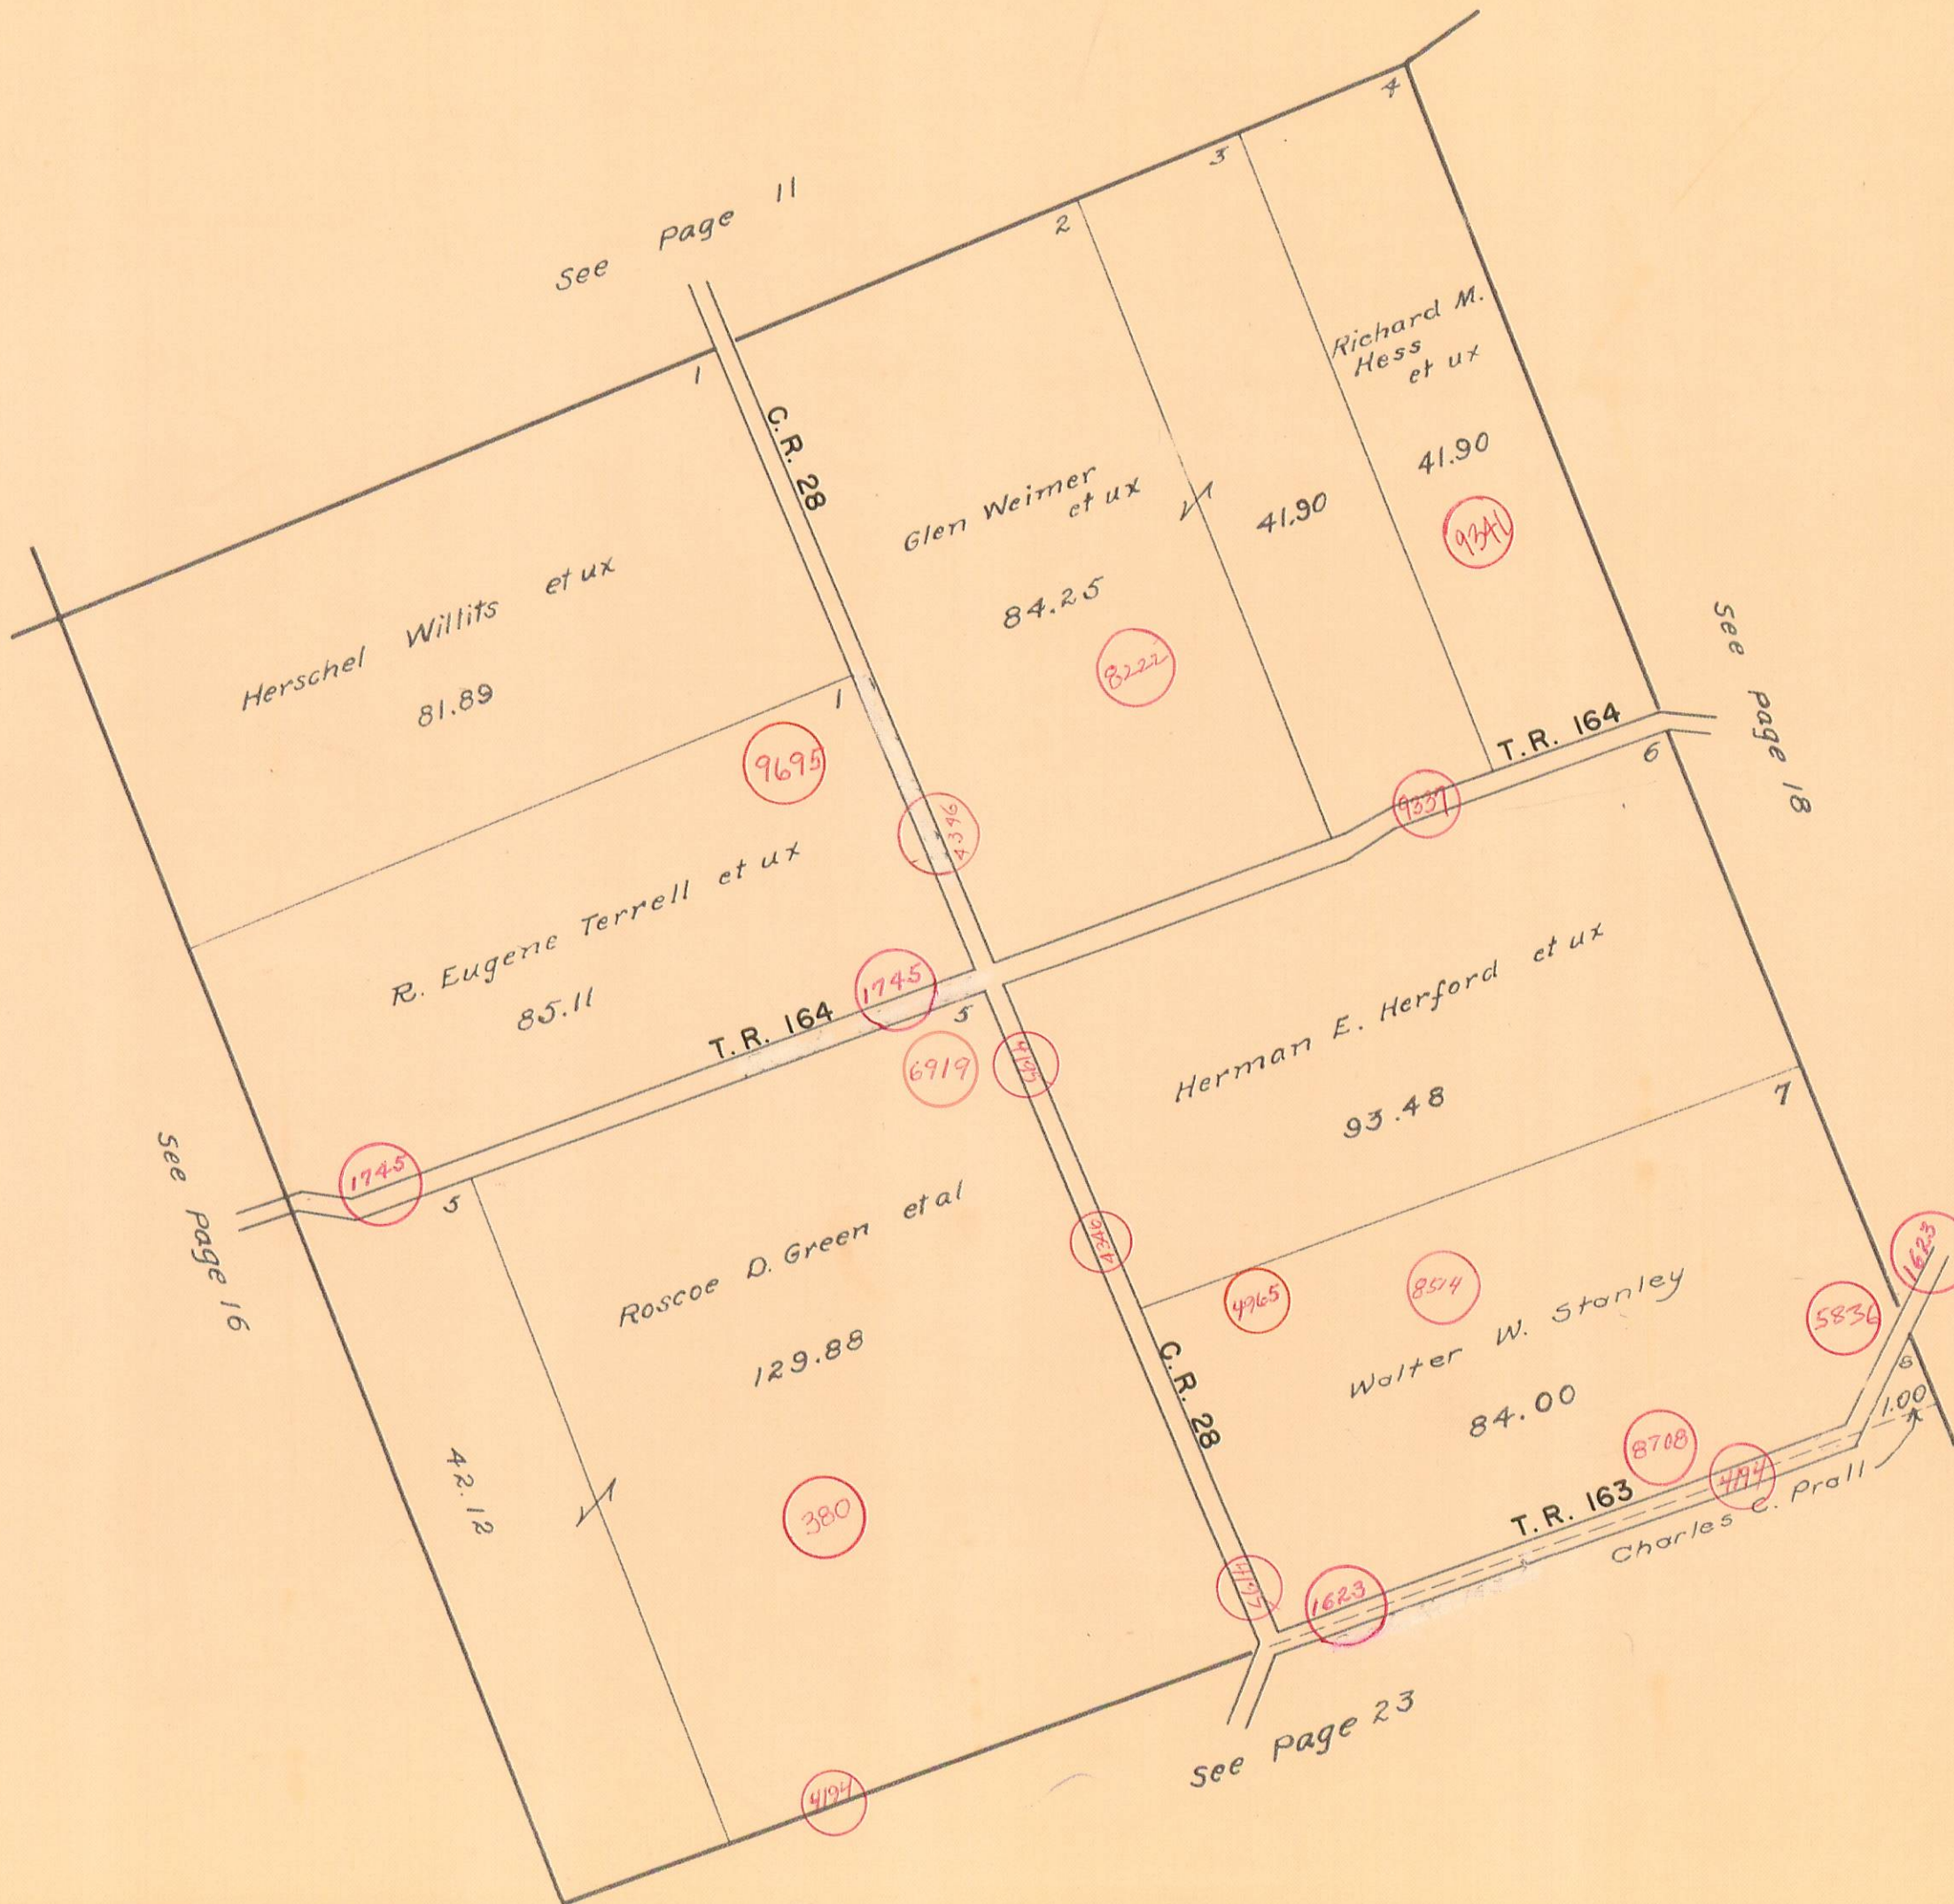 See Page 11
1
2
3
4
C.R. 28
Richard M.
Hess
et ux
41.90
9341
Glen Weimer
et ux
84.25
8222
41.90
Herschel Willits et ux
81.89
1
9695
4346
R. Eugene Terrell et ux
85.11
T.R. 164
1745
1745
T.R. 164
9337
6
See Page 18
See Page 16
5
5
6919
4195
Herman E. Herford et ux
93.48
7
Roscoe D. Green et al
129.88
380
42.12
4346
C.R. 28
4965
8514
Walter W. Stanley
84.00
5836
1623
8
1.00
8708
4194
T.R. 163
Charles C. Prall
4195
1623
4194
See Page 23